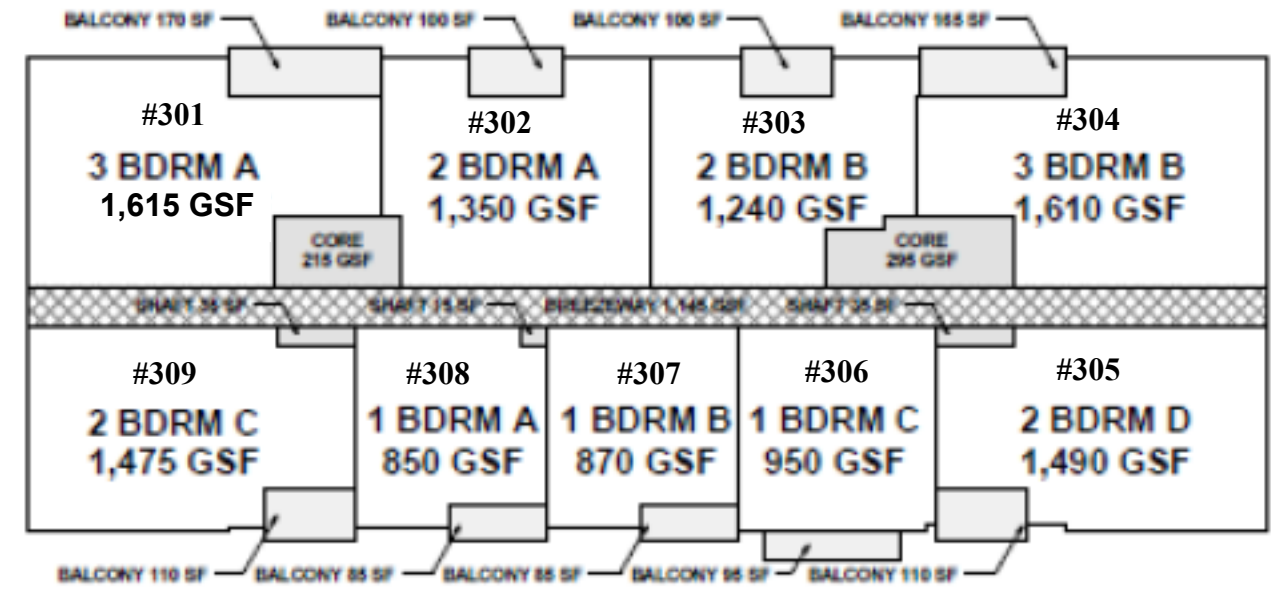 BALCONY 170 SF
BALCONY 100 SF
BALCONY 100 SF
BALCONY 165 SF
#301
3 BDRM A
1,615 GSF
#302
2 BDRM A
1,350 GSF
#303
2 BDRM B
1,240 GSF
#304
3 BDRM B
1,610 GSF
CORE
215 GSF
CORE
295 GSF
SHAFT 35 SF
SHAFT 15 SF
BREEZEWAY 1,145 GSF
SHAFT 35 SF
#309
2 BDRM C
1,475 GSF
#308
1 BDRM A
850 GSF
#307
1 BDRM B
870 GSF
#306
1 BDRM C
950 GSF
#305
2 BDRM D
1,490 GSF
BALCONY 110 SF
BALCONY 85 SF
BALCONY 85 SF
BALCONY 95 SF
BALCONY 110 SF